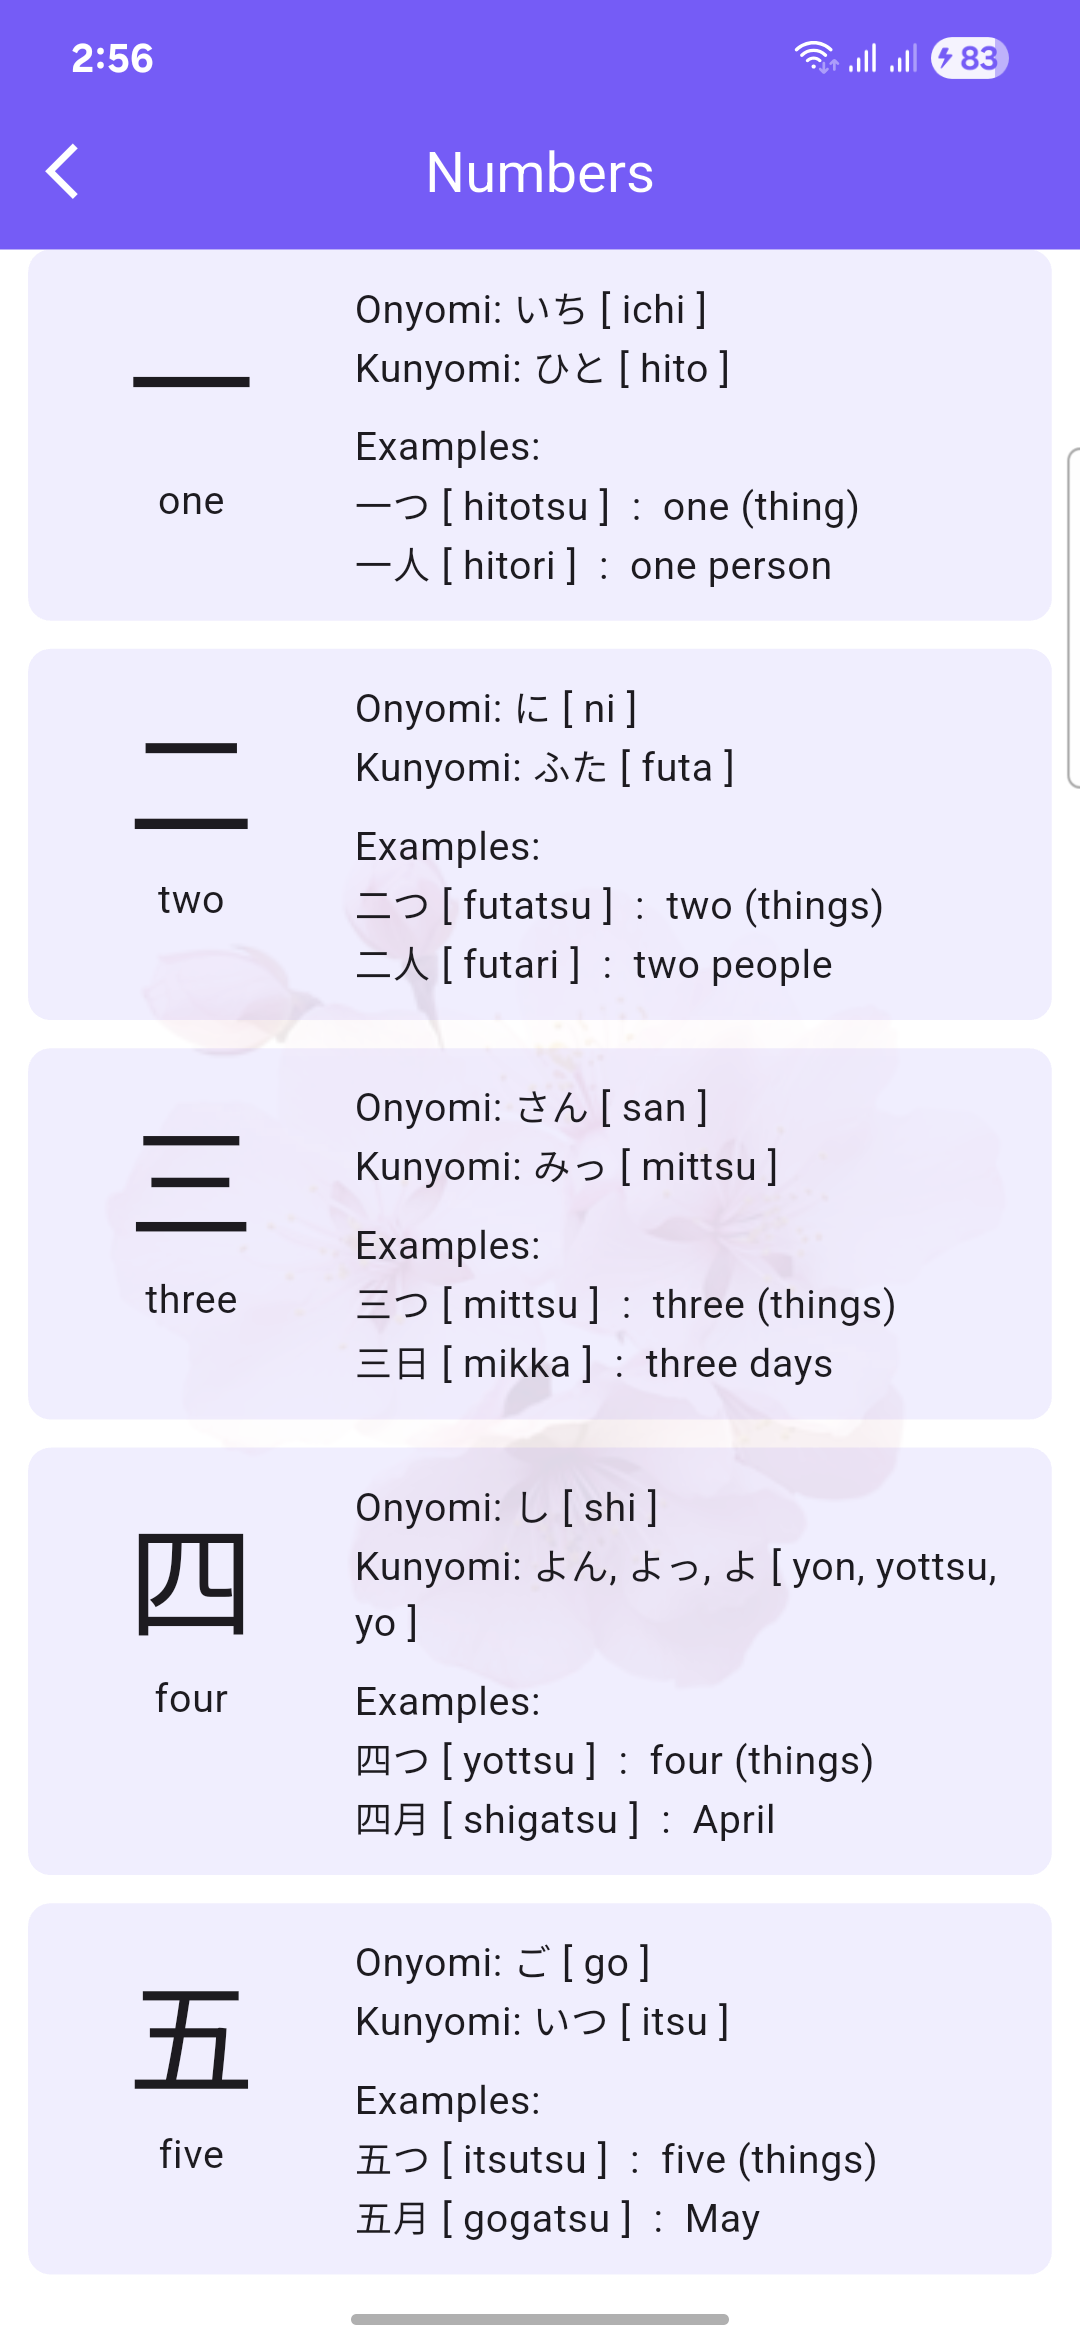 2:56
83
Numbers
一
one
Onyomi: いち [ ichi ]
Kunyomi: ひと [ hito ]
Examples:
一つ [ hitotsu ] : one (thing)
一人 [ hitori ] : one person
二
two
Onyomi: に [ ni ]
Kunyomi: ふた [ futa ]
Examples:
二つ [ futatsu ] : two (things)
二人 [ futari ] : two people
三
three
Onyomi: さん [ san ]
Kunyomi: みっ [ mittsu ]
Examples:
三つ [ mittsu ] : three (things)
三日 [ mikka ] : three days
四
four
Onyomi: し [ shi ]
Kunyomi: よん, よっ, よ [ yon, yottsu,
yo ]
Examples:
四つ [ yottsu ] : four (things)
四月 [ shigatsu ] : April
五
five
Onyomi: ご [ go ]
Kunyomi: いつ [ itsu ]
Examples:
五つ [ itsutsu ] : five (things)
五月 [ gogatsu ] : May